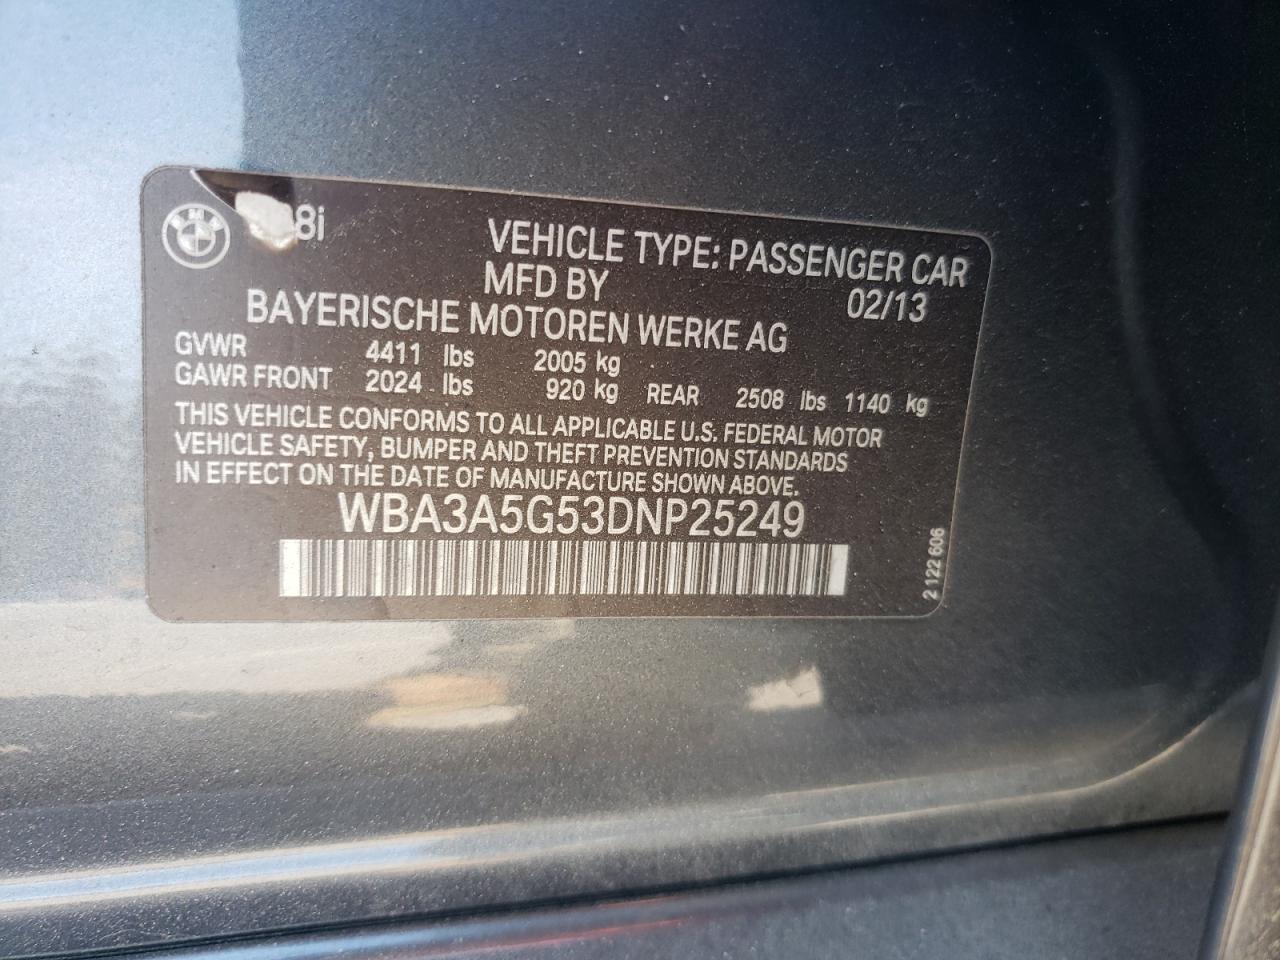 BMW
8i
VEHICLE TYPE: PASSENGER CAR
MFD BY 02/13
BAYERISCHE MOTOREN WERKE AG
GVWR 4411 lbs 2005 kg
GAWR FRONT 2024 lbs 920 kg REAR 2508 lbs 1140 kg
THIS VEHICLE CONFORMS TO ALL APPLICABLE U.S. FEDERAL MOTOR
VEHICLE SAFETY, BUMPER AND THEFT PREVENTION STANDARDS
IN EFFECT ON THE DATE OF MANUFACTURE SHOWN ABOVE.
WBA3A5G53DNP25249
2 122 606